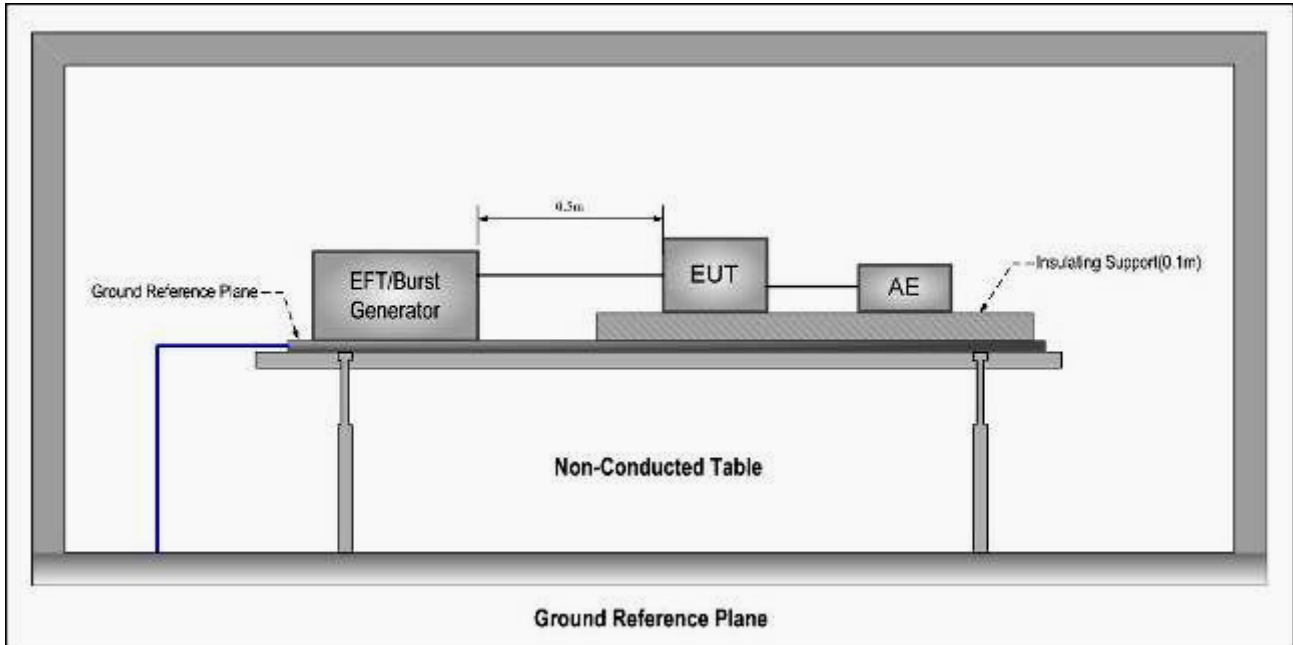 0.5m
EFT/Burst
Generator
EUT
AE
Insulating Support(0.1m)
Ground Reference Plane
Non-Conducted Table
Ground Reference Plane